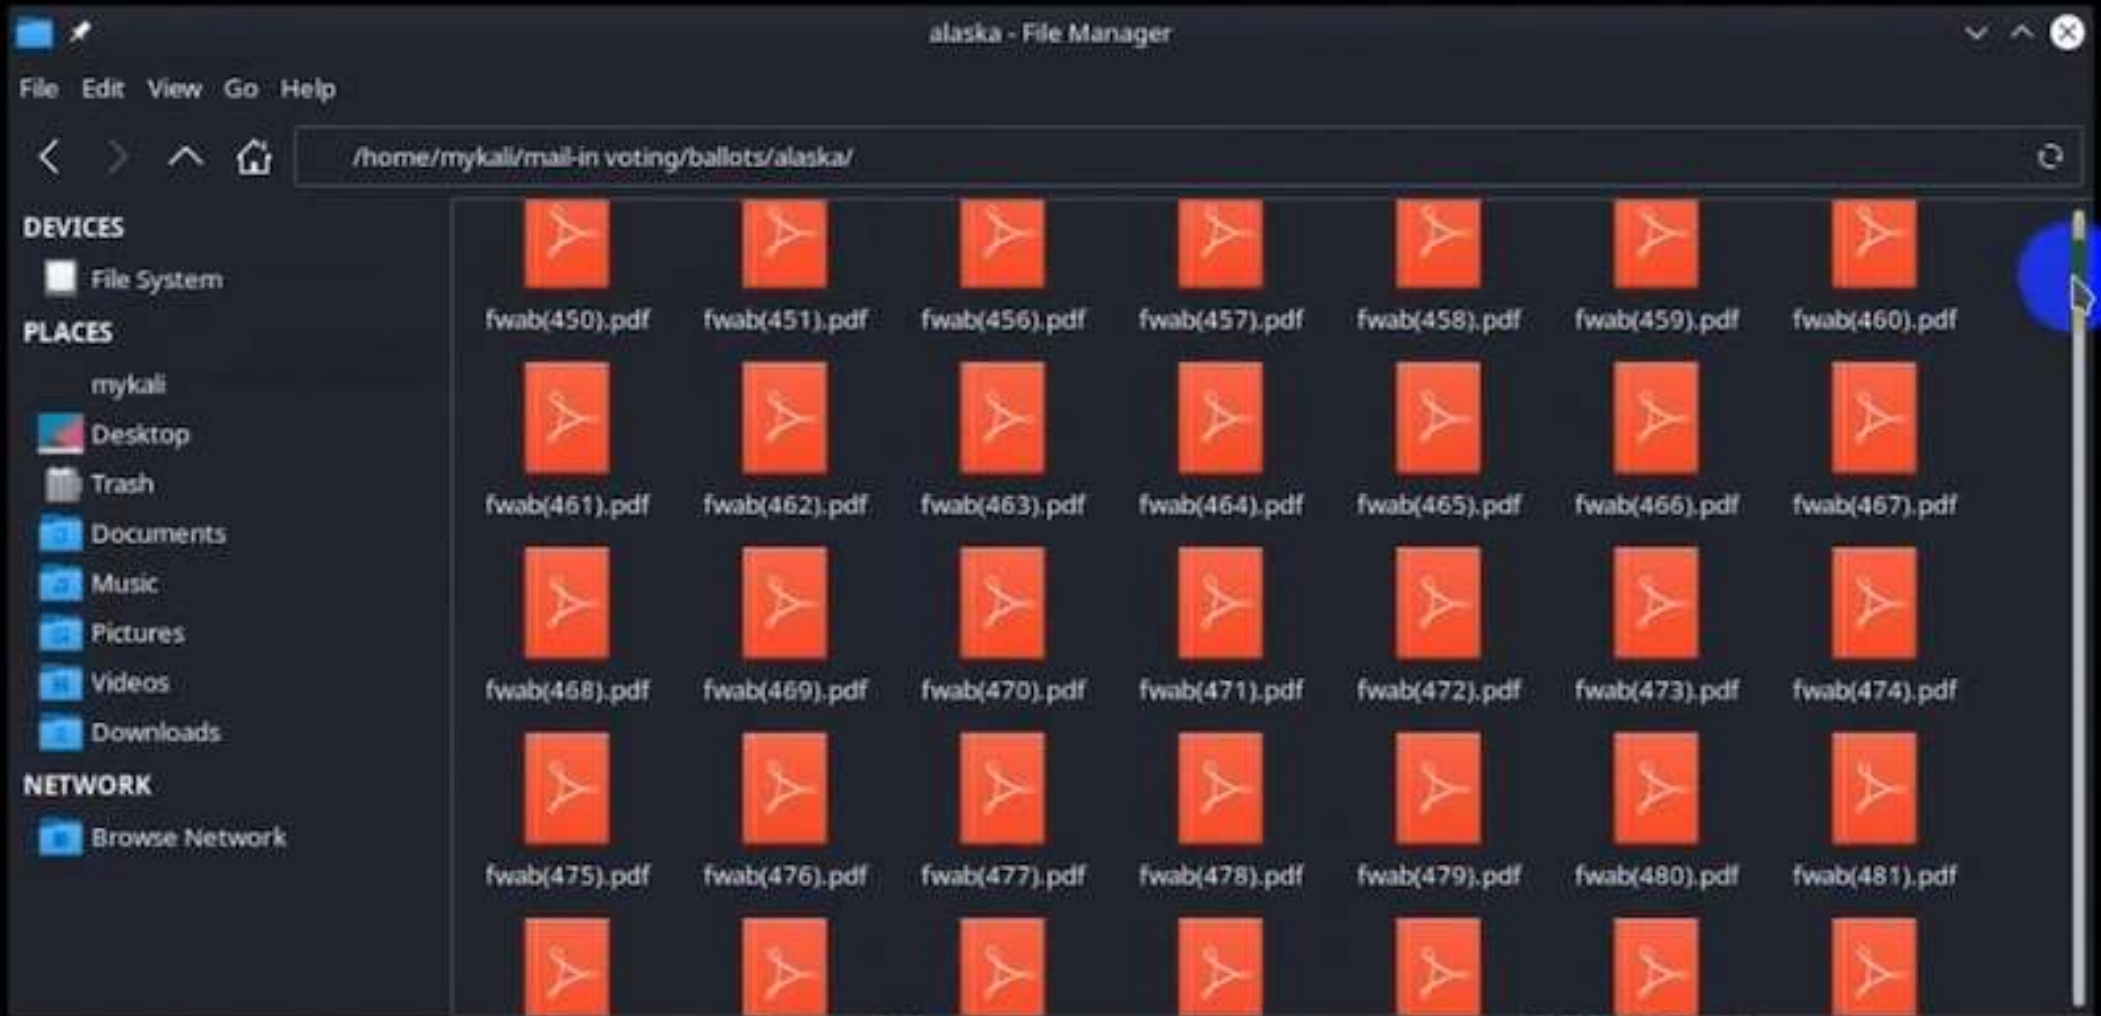 alaska - File Manager
File Edit View Go Help
/home/mykali/mail-in voting/ballots/alaska/
DEVICES
File System
PLACES
mykali
Desktop
Trash
Documents
Music
Pictures
Videos
Downloads
NETWORK
Browse Network
fwab(450).pdf fwab(451).pdf fwab(456).pdf fwab(457).pdf fwab(458).pdf fwab(459).pdf fwab(460).pdf
fwab(461).pdf fwab(462).pdf fwab(463).pdf fwab(464).pdf fwab(465).pdf fwab(466).pdf fwab(467).pdf
fwab(468).pdf fwab(469).pdf fwab(470).pdf fwab(471).pdf fwab(472).pdf fwab(473).pdf fwab(474).pdf
fwab(475).pdf fwab(476).pdf fwab(477).pdf fwab(478).pdf fwab(479).pdf fwab(480).pdf fwab(481).pdf